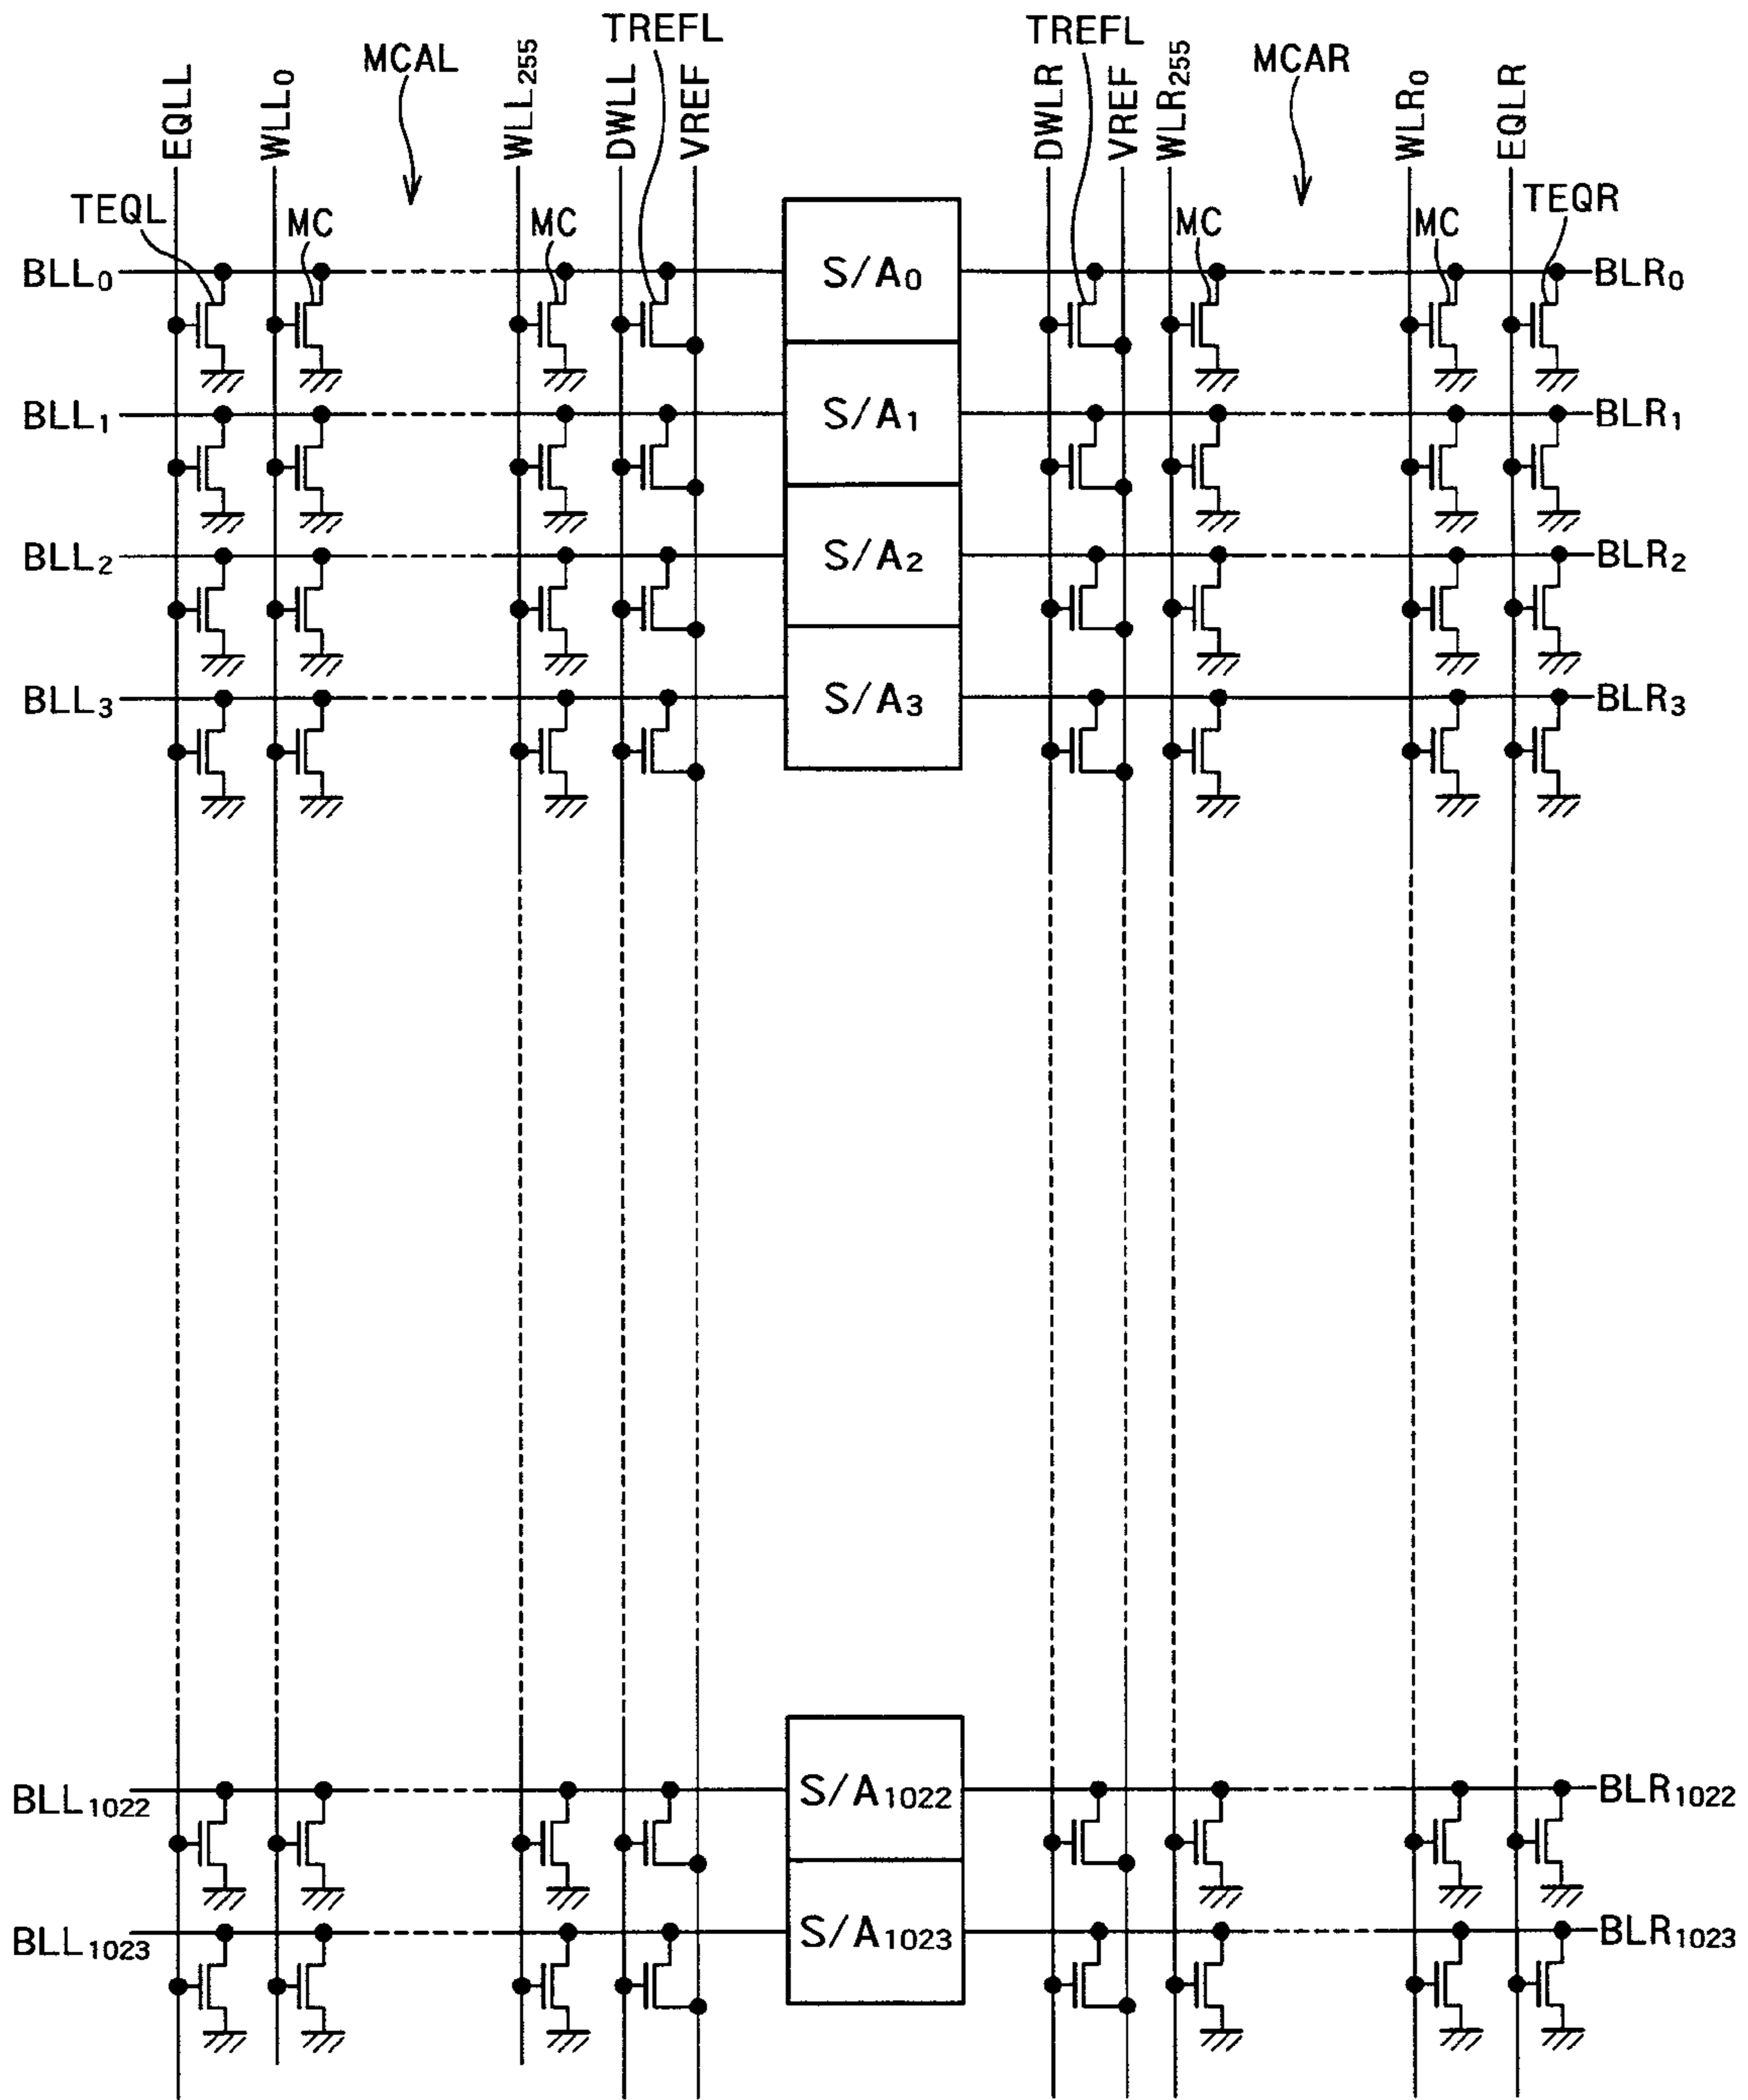 EQLL
WLL0
MCAL
WLL255
TREFL
DWLL
VREF
DWLR
TREFL
VREF
WLR255
MCAR
WLR0
EQLR
TEQL
MC
MC
MC
MC
TEQR
BLL0
S/A0
BLR0
BLL1
S/A1
BLR1
BLL2
S/A2
BLR2
BLL3
S/A3
BLR3
BLL1022
S/A1022
BLR1022
BLL1023
S/A1023
BLR1023